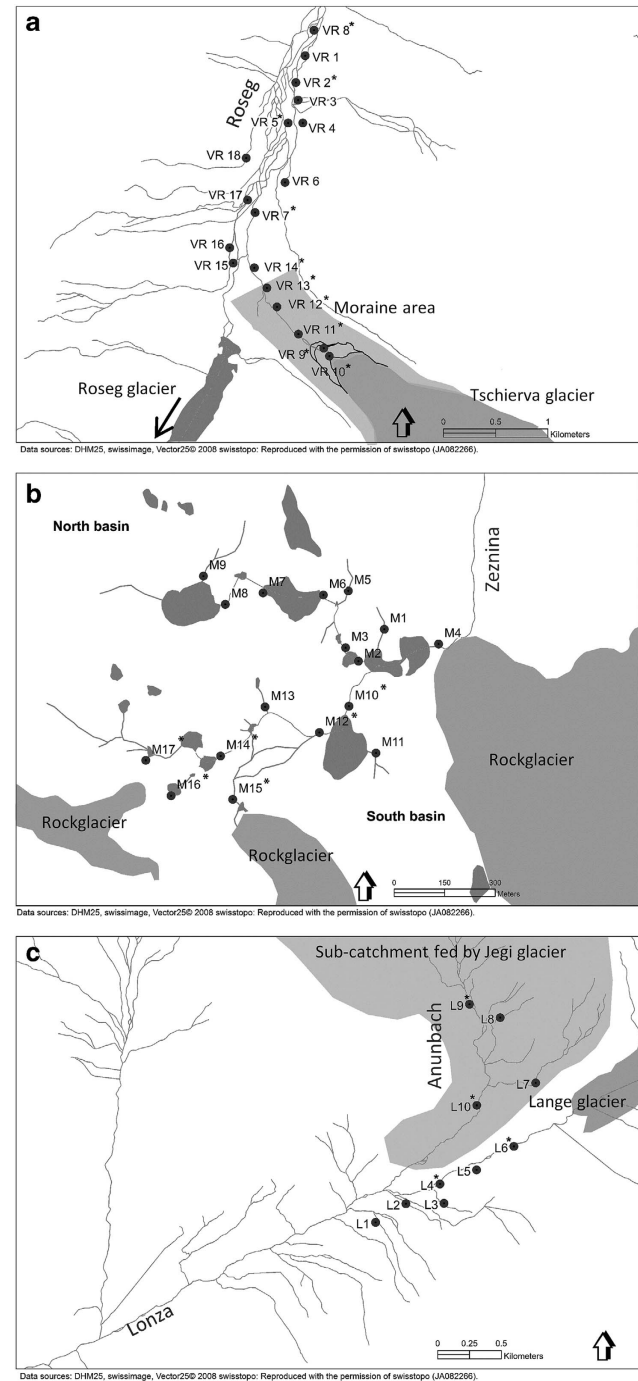 a
VR 8*
VR 1
VR 2*
VR 3
VR 5*
VR 4
Roseg
VR 18
VR 6
VR 17
VR 7*
VR 16
VR 15
VR 14*
VR 13*
VR 12*
Moraine area
VR 11*
VR 9*
VR 10*
Roseg glacier
Tschierva glacier
0 0.5 1
Kilometers
Data sources: DHM25, swissimage, Vector25© 2008 swisstopo: Reproduced with the permission of swisstopo (JA082266).
b
North basin
Zeznina
M9
M8
M7
M6
M5
M1
M3
M2
M4
M13
M10*
M12*
M17*
M14*
M11
M16*
M15*
Rockglacier
South basin
Rockglacier
Rockglacier
0 150 300
Meters
Data sources: DHM25, swissimage, Vector25© 2008 swisstopo: Reproduced with the permission of swisstopo (JA082266).
c
Sub-catchment fed by Jegi glacier
Anunbach
L9*
L8
L7
L10*
Lange glacier
L6*
L5
L4*
L2
L3
L1
Lonza
0 0.25 0.5
Kilometers
Data sources: DHM25, swissimage, Vector25© 2008 swisstopo: Reproduced with the permission of swisstopo (JA082266).